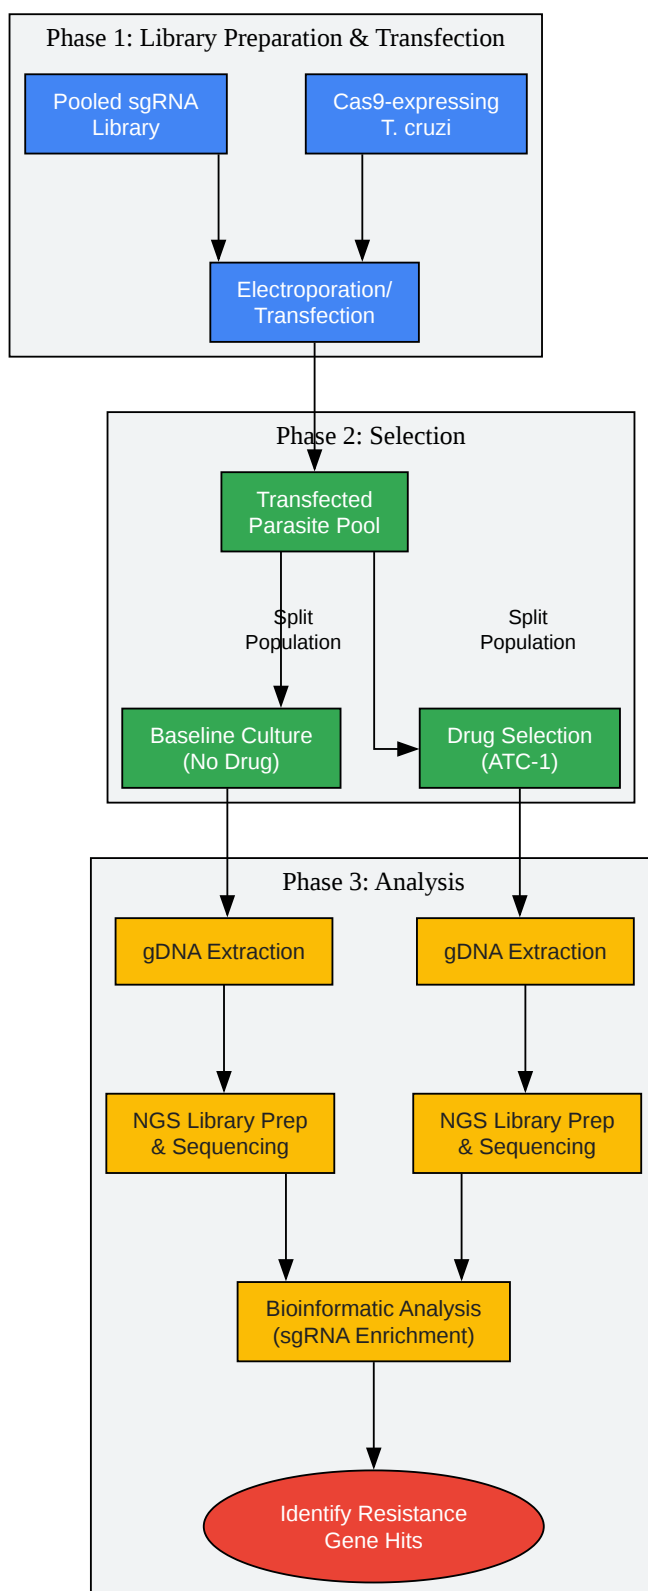 Phase 1: Library Preparation & Transfection
Pooled sgRNA
Library
Cas9-expressing
T. cruzi
Electroporation/
Transfection
Phase 2: Selection
Transfected
Parasite Pool
Split
Population
Split
Population
Baseline Culture
(No Drug)
Drug Selection
(ATC-1)
Phase 3: Analysis
gDNA Extraction
gDNA Extraction
NGS Library Prep
& Sequencing
NGS Library Prep
& Sequencing
Bioinformatic Analysis
(sgRNA Enrichment)
Identify Resistance
Gene Hits